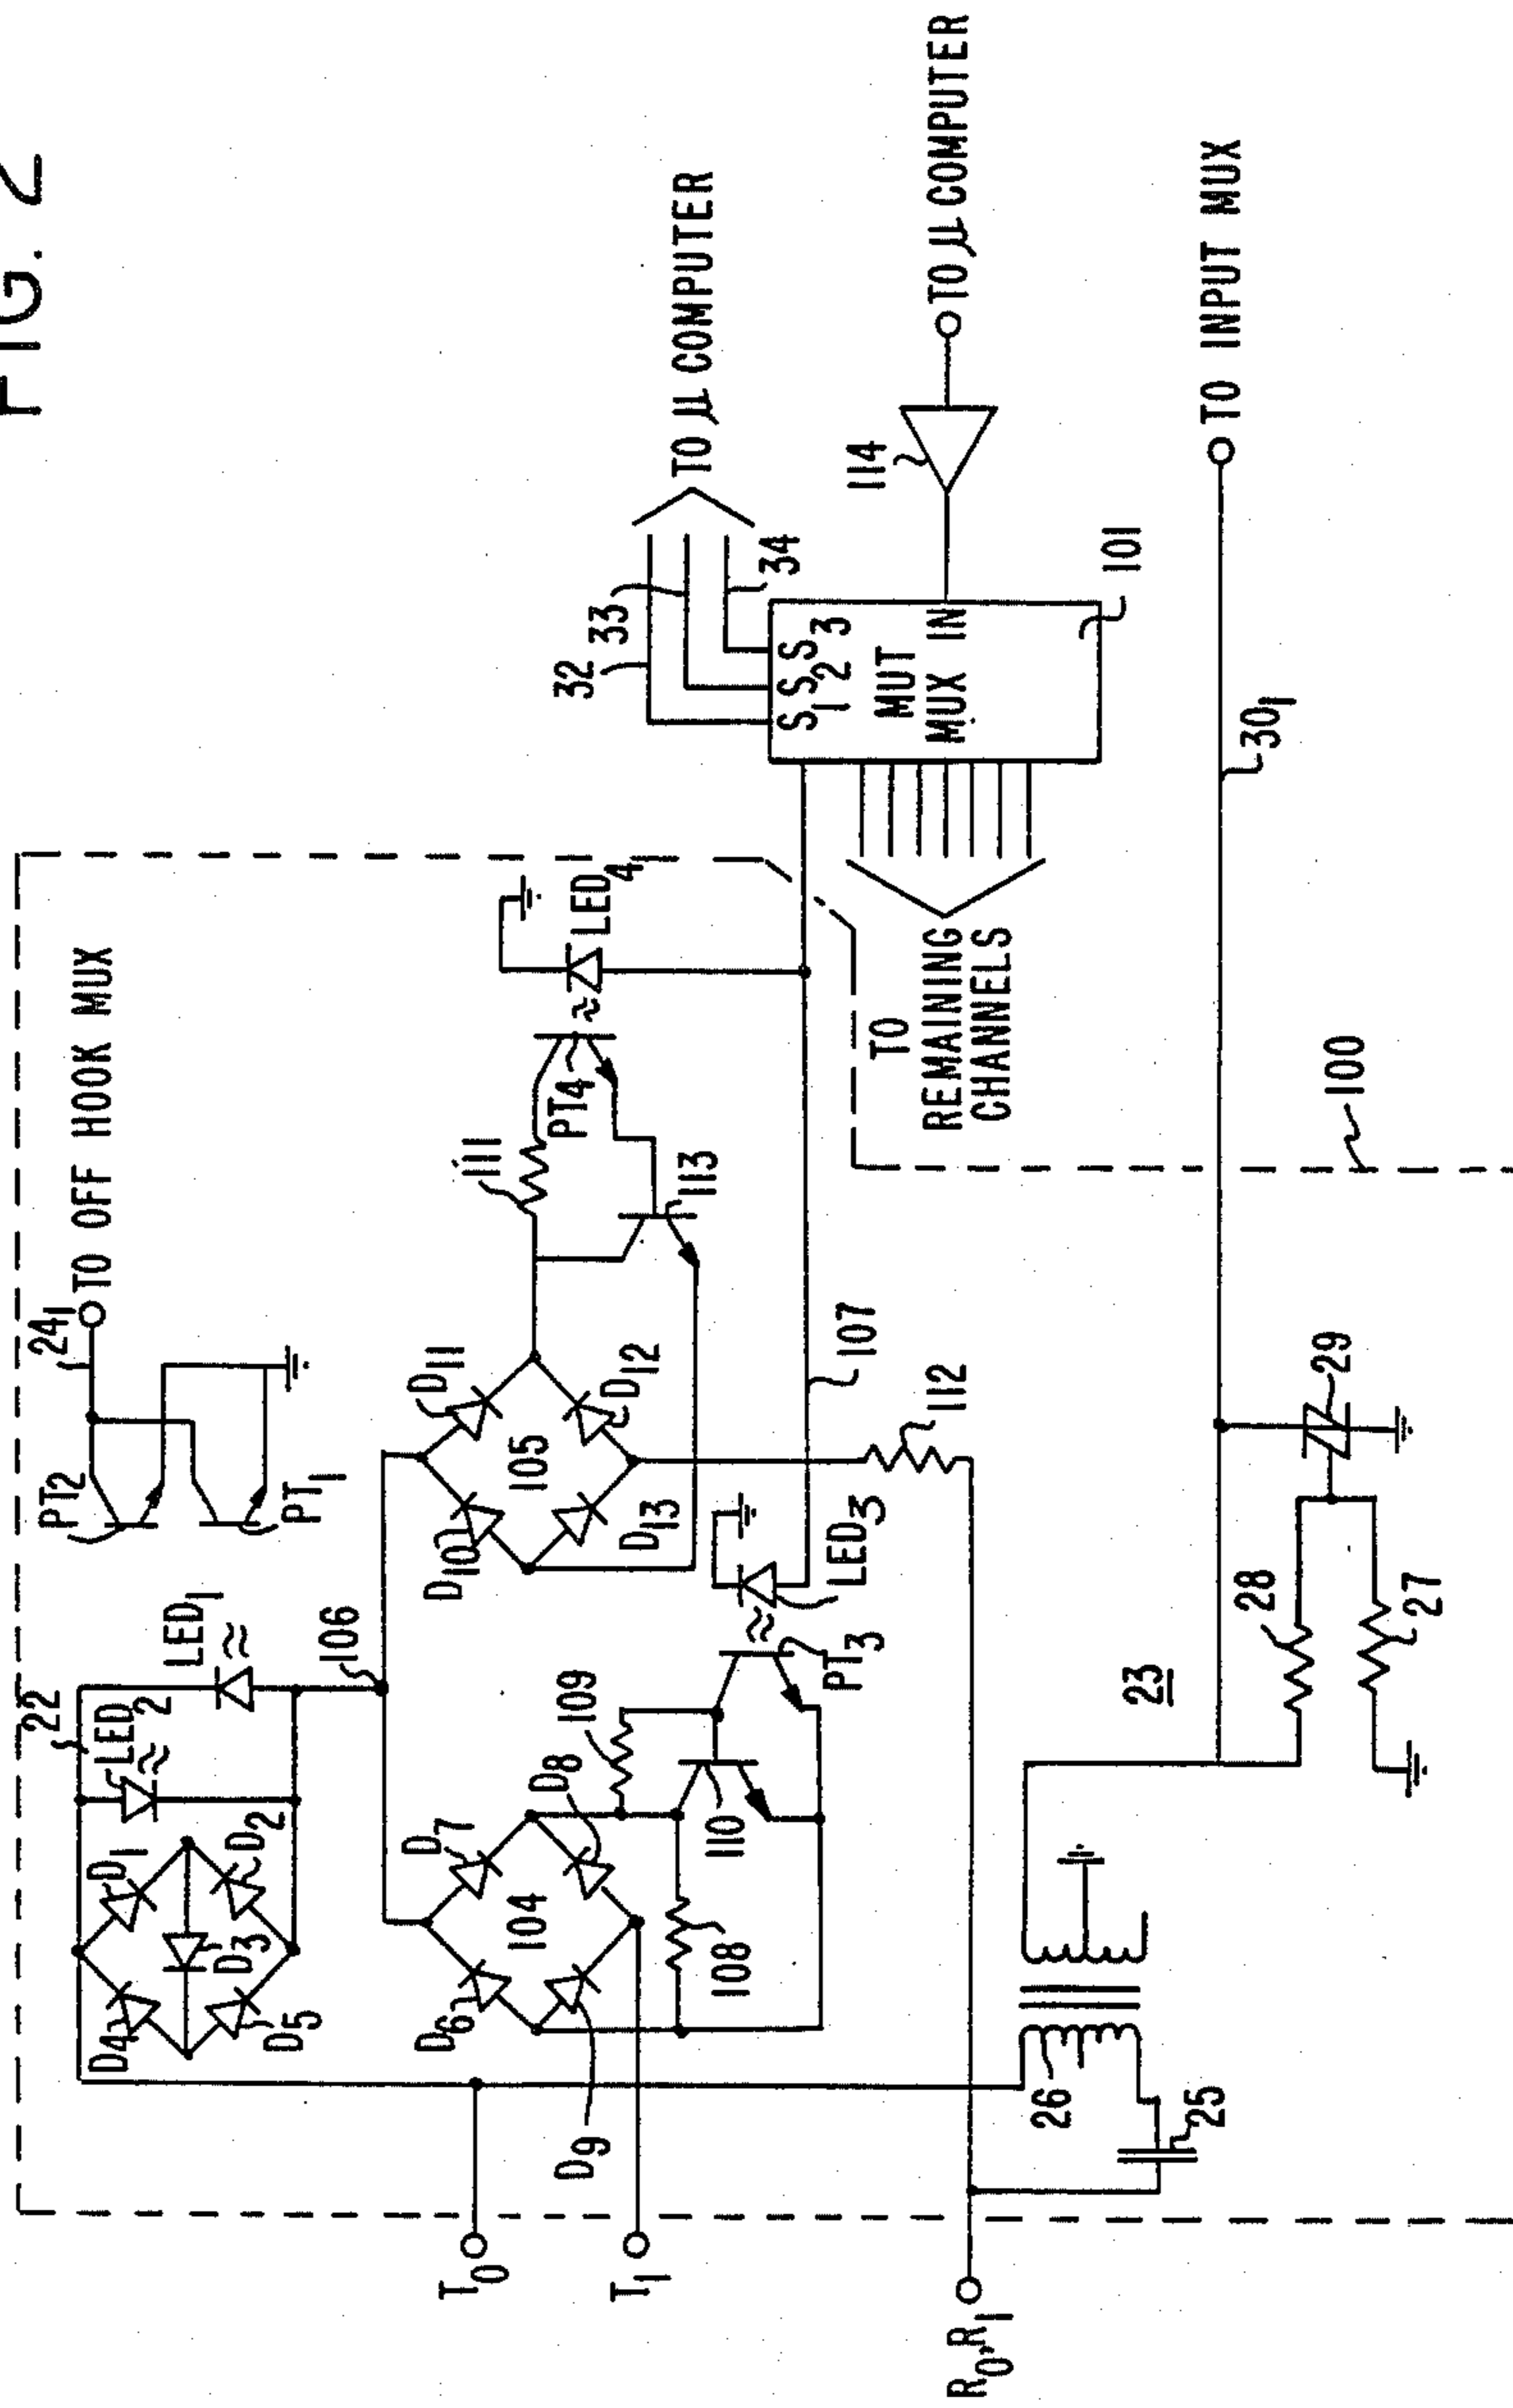 FIG. 2
22
LED1
LED2
PT2
PT1
241
TO OFF HOOK MUX
D1
D2
D3
D4
D5
106
T0
T1
R0,R1
D6
D7
D8
D9
104
109
108
110
PT3
LED3
D10
D11
D12
D13
105
111
PT4
LED4
113
107
112
32
33
34
TO µ COMPUTER
S1
S2
S3
MUT
MUX IN
101
114
TO µ COMPUTER
TO
REMAINING
CHANNELS
26
25
23
28
27
29
301
TO INPUT MUX
100